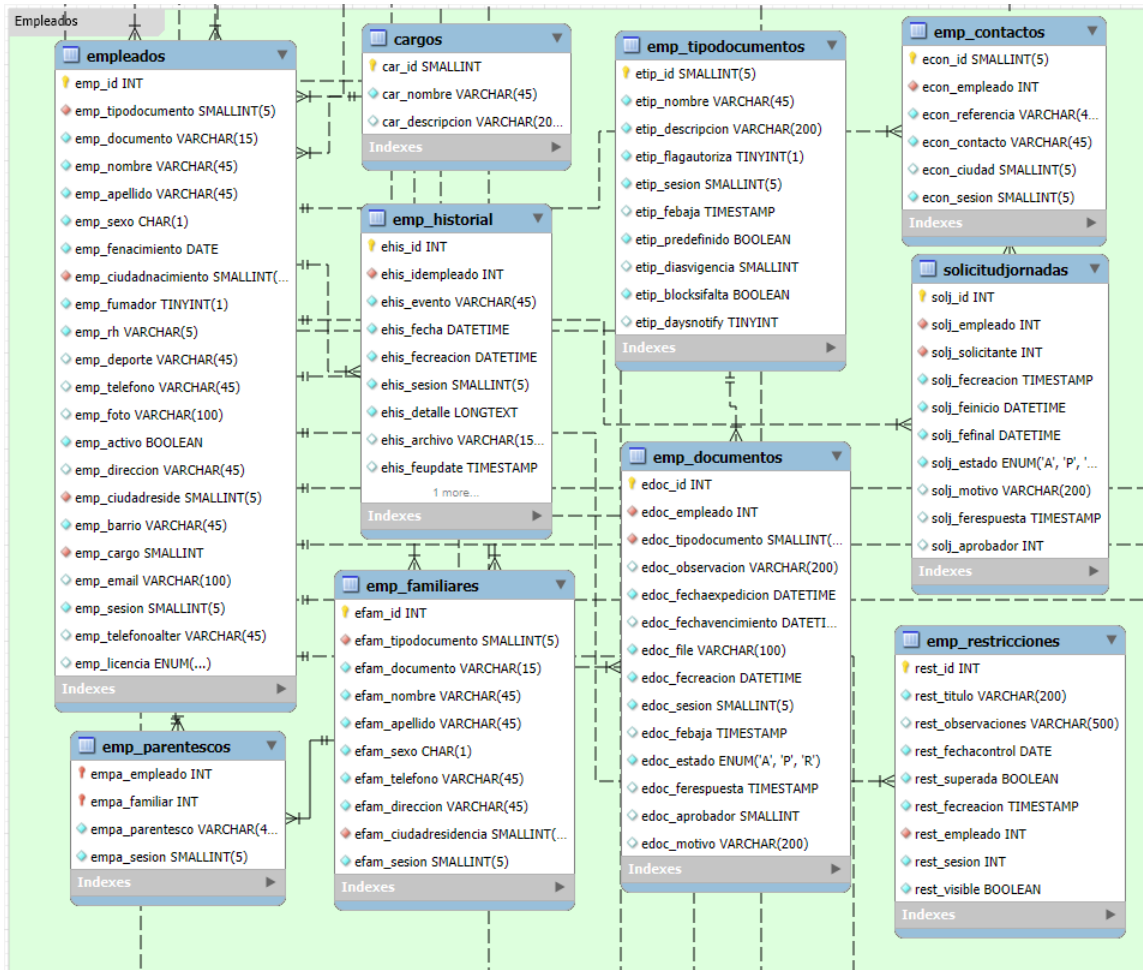 Empleados
empleados
emp_id INT
emp_tipodocumento SMALLINT(5)
emp_documento VARCHAR(15)
emp_nombre VARCHAR(45)
emp_apellido VARCHAR(45)
emp_sexo CHAR(1)
emp_fenacimiento DATE
emp_ciudadnacimiento SMALLINT(...
emp_fumador TINYINT(1)
emp_rh VARCHAR(5)
emp_deporte VARCHAR(45)
emp_telefono VARCHAR(45)
emp_foto VARCHAR(100)
emp_activo BOOLEAN
emp_direccion VARCHAR(45)
emp_ciudadreside SMALLINT(5)
emp_barrio VARCHAR(45)
emp_cargo SMALLINT
emp_email VARCHAR(100)
emp_sesion SMALLINT(5)
emp_telefonoalter VARCHAR(45)
emp_licencia ENUM(...)
Indexes
cargos
car_id SMALLINT
car_nombre VARCHAR(45)
car_descripcion VARCHAR(20...
Indexes
emp_historial
ehis_id INT
ehis_idempleado INT
ehis_evento VARCHAR(45)
ehis_fecha DATETIME
ehis_fecreacion DATETIME
ehis_sesion SMALLINT(5)
ehis_detalle LONGTEXT
ehis_archivo VARCHAR(15...
ehis_feupdate TIMESTAMP
1 more...
Indexes
emp_tipodocumentos
etip_id SMALLINT(5)
etip_nombre VARCHAR(45)
etip_descripcion VARCHAR(200)
etip_flagautoriza TINYINT(1)
etip_sesion SMALLINT(5)
etip_febaja TIMESTAMP
etip_predefinido BOOLEAN
etip_diasvigencia SMALLINT
etip_blocksifalta BOOLEAN
etip_daysnotify TINYINT
Indexes
emp_contactos
econ_id SMALLINT(5)
econ_empleado INT
econ_referencia VARCHAR(4...
econ_contacto VARCHAR(45)
econ_ciudad SMALLINT(5)
econ_sesion SMALLINT(5)
Indexes
solicitudjornadas
solj_id INT
solj_empleado INT
solj_solicitante INT
solj_fecreacion TIMESTAMP
solj_feinicio DATETIME
solj_fefinal DATETIME
solj_estado ENUM('A', 'P', '...
solj_motivo VARCHAR(200)
solj_ferespuesta TIMESTAMP
solj_aprobador INT
Indexes
emp_documentos
edoc_id INT
edoc_empleado INT
edoc_tipodocumento SMALLINT(...
edoc_observacion VARCHAR(200)
edoc_fechaexpedicion DATETIME
edoc_fechavencimiento DATETI...
edoc_file VARCHAR(100)
edoc_fecreacion DATETIME
edoc_sesion SMALLINT(5)
edoc_febaja TIMESTAMP
edoc_estado ENUM('A', 'P', 'R')
edoc_ferespuesta TIMESTAMP
edoc_aprobador SMALLINT
edoc_motivo VARCHAR(200)
Indexes
emp_familiares
efam_id INT
efam_tipodocumento SMALLINT(5)
efam_documento VARCHAR(15)
efam_nombre VARCHAR(45)
efam_apellido VARCHAR(45)
efam_sexo CHAR(1)
efam_telefono VARCHAR(45)
efam_direccion VARCHAR(45)
efam_ciudadresidencia SMALLINT(...
efam_sesion SMALLINT(5)
Indexes
emp_parentescos
empa_empleado INT
empa_familiar INT
empa_parentesco VARCHAR(4...
empa_sesion SMALLINT(5)
Indexes
emp_restricciones
rest_id INT
rest_titulo VARCHAR(200)
rest_observaciones VARCHAR(500)
rest_fechacontrol DATE
rest_superada BOOLEAN
rest_fecreacion TIMESTAMP
rest_empleado INT
rest_sesion INT
rest_visible BOOLEAN
Indexes